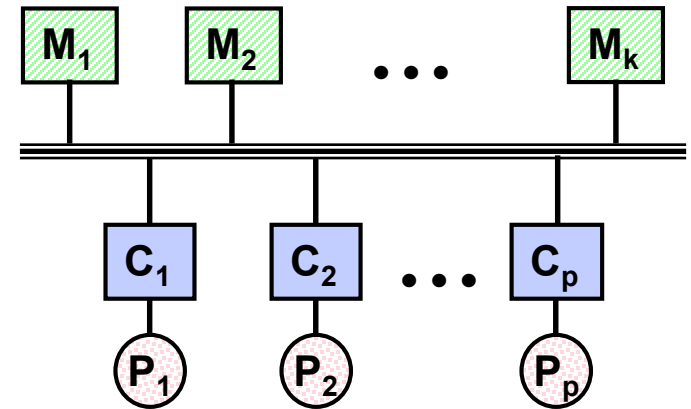 M₁ M₂ ••• Mₖ
C₁ C₂ ••• Cₚ
P₁ P₂ Pₚ